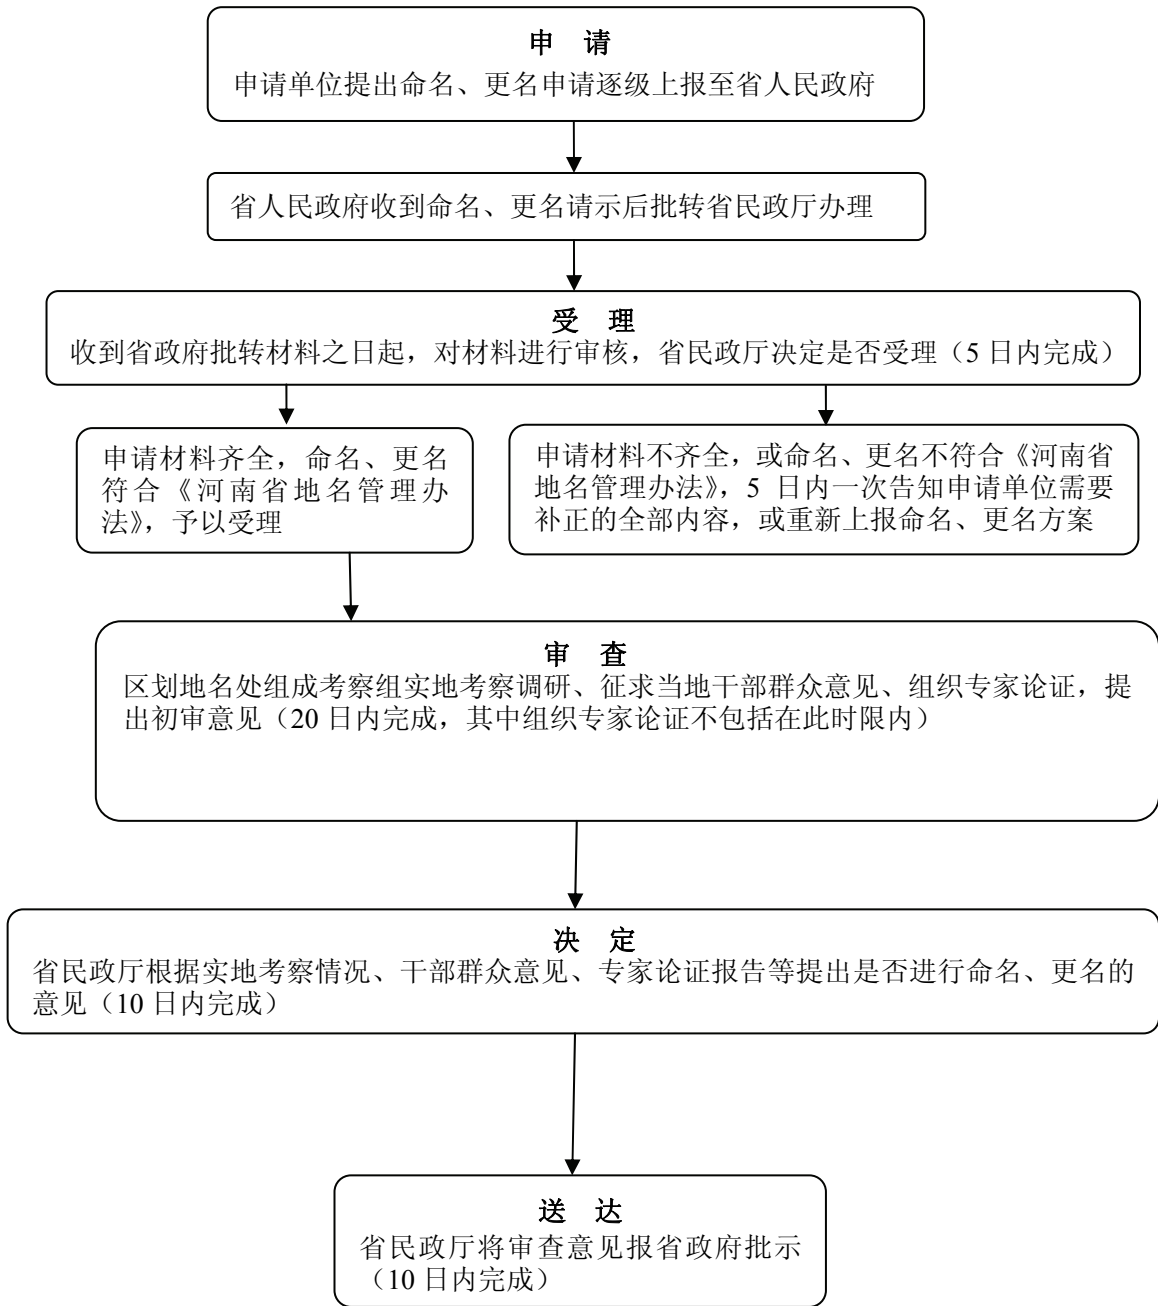 申 请
申请单位提出命名、更名申请逐级上报至省人民政府
省人民政府收到命名、更名请示后批转省民政厅办理
受 理
收到省政府批转材料之日起，对材料进行审核，省民政厅决定是否受理（5 日内完成）
申请材料齐全，命名、更名
符合《河南省地名管理办
法》，予以受理
申请材料不齐全，或命名、更名不符合《河南省
地名管理办法》，5 日内一次告知申请单位需要
补正的全部内容，或重新上报命名、更名方案
审 查
区划地名处组成考察组实地考察调研、征求当地干部群众意见、组织专家论证，提
出初审意见（20 日内完成，其中组织专家论证不包括在此时限内）
决 定
省民政厅根据实地考察情况、干部群众意见、专家论证报告等提出是否进行命名、更名的
意见（10 日内完成）
送 达
省民政厅将审查意见报省政府批示
（10 日内完成）